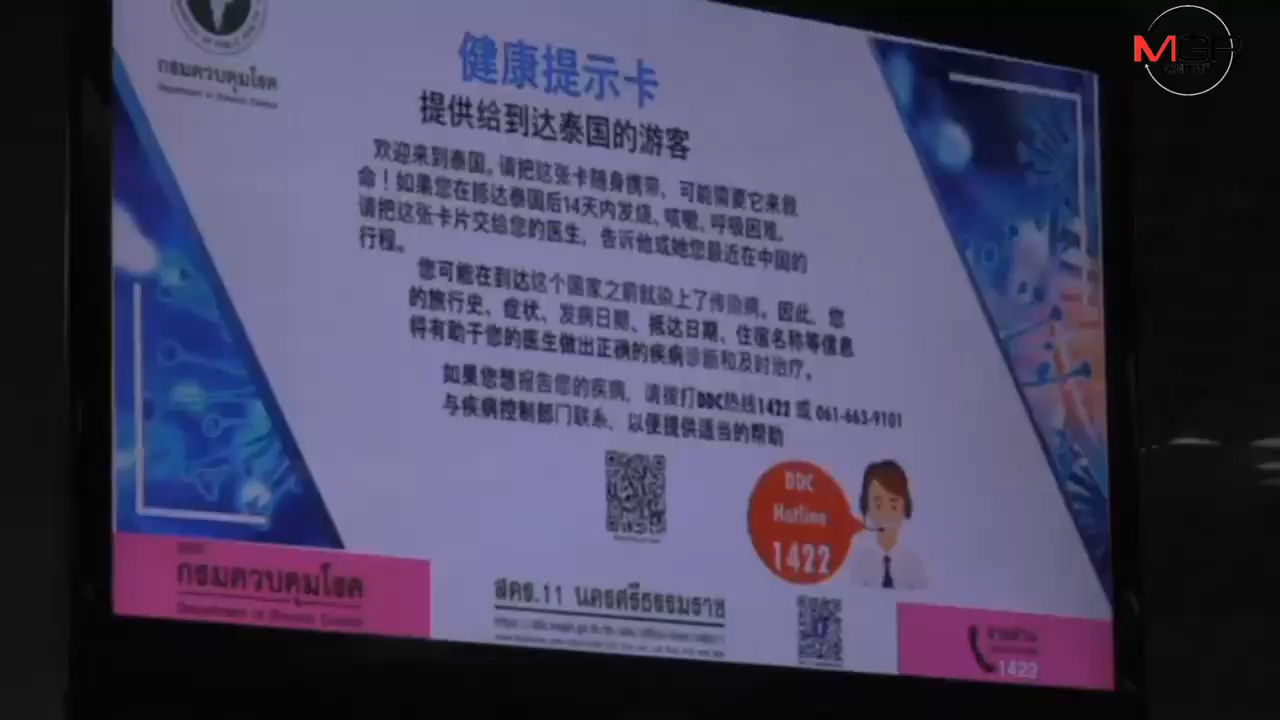 MGR
ONLINE
กรมควบคุมโรค
Department of Disease Control
健康提示卡
提供给到达泰国的游客
欢迎来到泰国。请把这张卡随身携带，可能需要它来救
命！如果您在抵达泰国后14天内发烧、咳嗽、呼吸困难，
请把这张卡片交给您的医生，告诉他或她您最近在中国的
行程。
您可能在到达这个国家之前就染上了传染病。因此，您
的旅行史、症状、发病日期、抵达日期、住宿名称等信息
将有助于您的医生做出正确的疾病诊断和及时治疗。
如果您想报告您的疾病，请拨打DDC热线1422 或 061-663-9101
与疾病控制部门联系，以便提供适当的帮助
DDC
Hotline
1422
กรมควบคุมโรค
Department of Disease Control
สคร.11 นครศรีธรรมราช
สายด่วน
1422